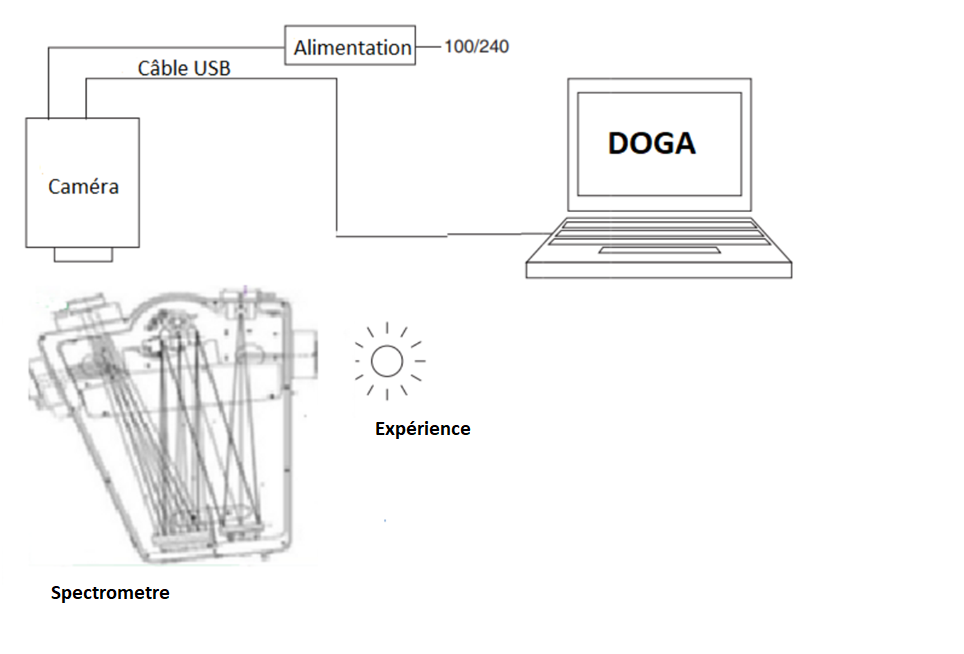 Alimentation
100/240
Câble USB
DOGA
Caméra
Expérience
Spectrometre